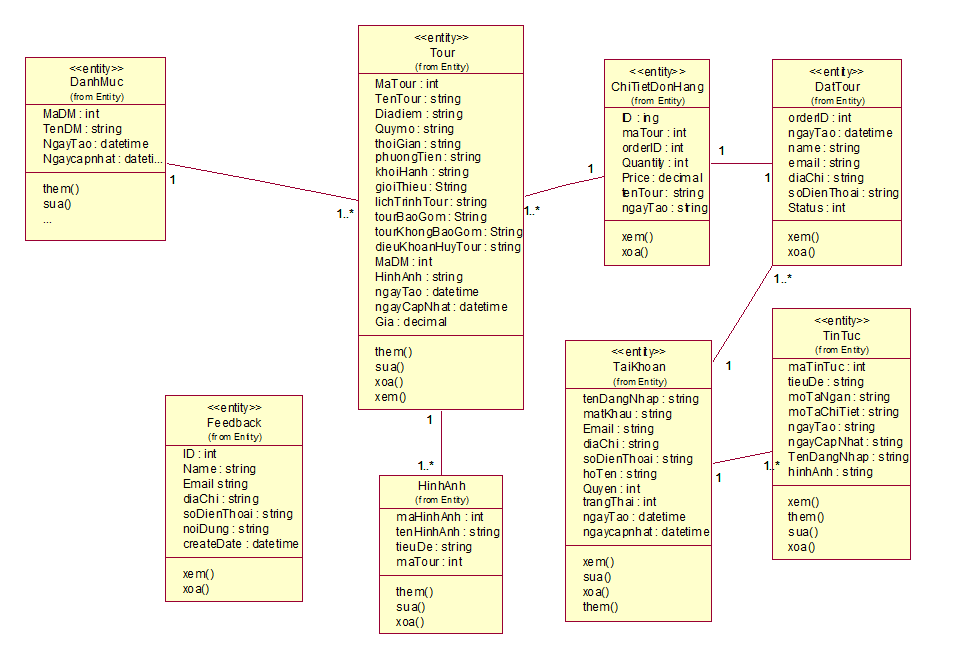 <<entity>>
DanhMuc
(from Entity)
MaDM : int
TenDM : string
NgayTao : datetime
Ngaycapnhat : dateti...
them()
sua()
...
1
1..*
<<entity>>
Tour
(from Entity)
MaTour : int
TenTour : string
Diadiem : string
Quymo : string
thoiGian : string
phuongTien : string
khoiHanh : string
gioiThieu : String
lichTrinhTour : string
tourBaoGom : String
tourKhongBaoGom : String
dieuKhoanHuyTour : string
MaDM : int
HinhAnh : string
ngayTao : datetime
ngayCapNhat : datetime
Gia : decimal
them()
sua()
xoa()
xem()
1..*
1
<<entity>>
ChiTietDonHang
(from Entity)
ID : ing
maTour : int
orderID : int
Quantity : int
Price : decimal
tenTour : string
ngayTao : string
xem()
xoa()
1
1
<<entity>>
DatTour
(from Entity)
orderID : int
ngayTao : datetime
name : string
email : string
diaChi : string
soDienThoai : string
Status : int
xem()
xoa()
1..*
1
<<entity>>
Feedback
(from Entity)
ID : int
Name : string
Email string
diaChi : string
soDienThoai : string
noiDung : string
createDate : datetime
xem()
xoa()
1
1..*
HinhAnh
(from Entity)
maHinhAnh : int
tenHinhAnh : string
tieuDe : string
maTour : int
them()
sua()
xoa()
<<entity>>
TaiKhoan
(from Entity)
tenDangNhap : string
matKhau : string
Email : string
diaChi : string
soDienThoai : string
hoTen : string
Quyen : int
trangThai : int
ngayTao : datetime
ngaycapnhat : datetime
xem()
sua()
xoa()
them()
1
1..*
<<entity>>
TinTuc
(from Entity)
maTinTuc : int
tieuDe : string
moTaNgan : string
moTaChiTiet : string
ngayTao : string
ngayCapNhat : string
TenDangNhap : string
hinhAnh : string
xem()
them()
sua()
xoa()